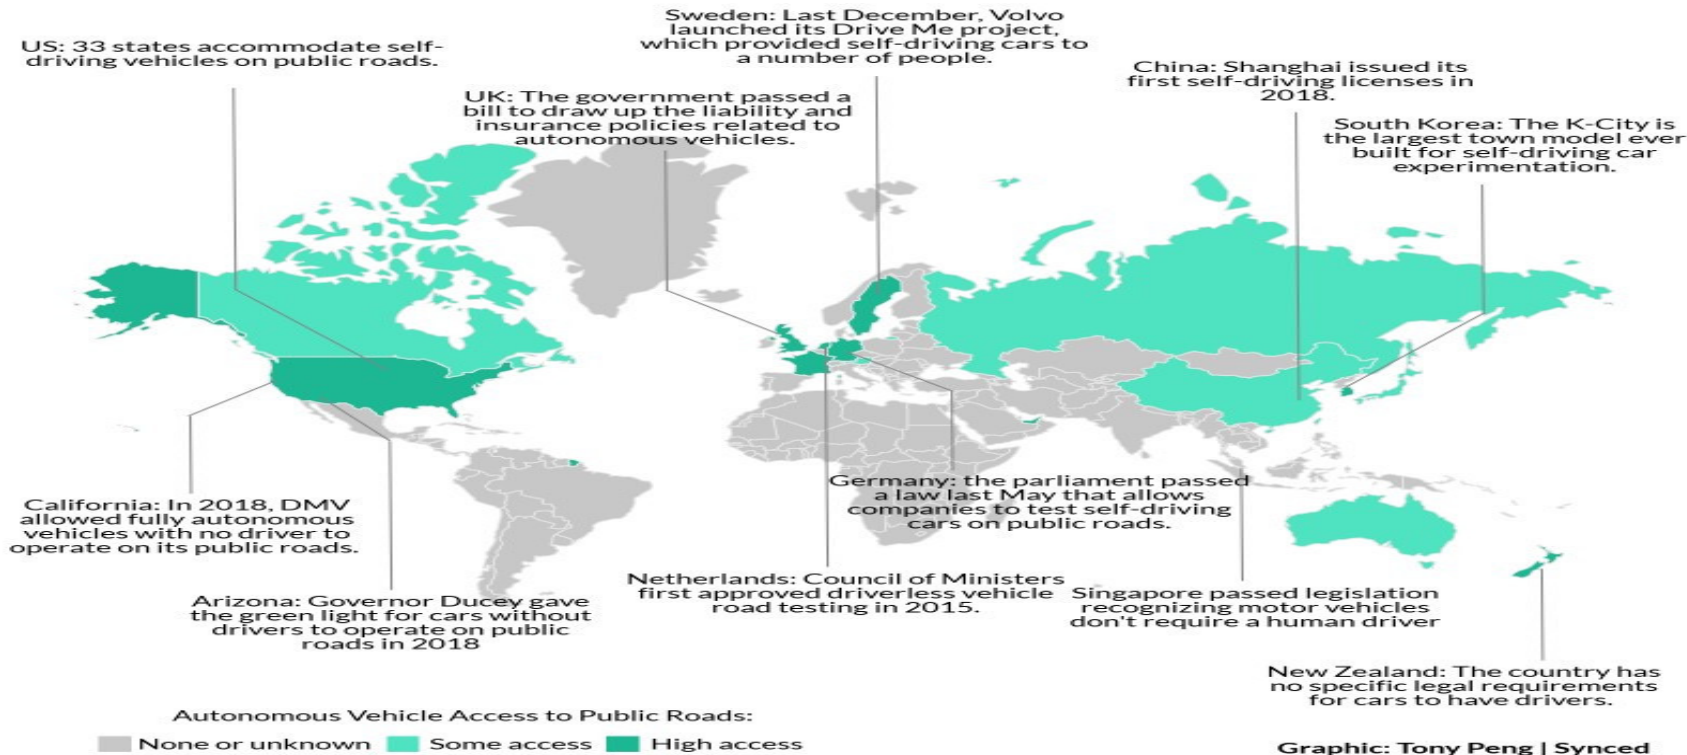 Sweden: Last December, Volvo
launched its Drive Me project,
which provided self-driving cars to
a number of people.
US: 33 states accommodate self-
driving vehicles on public roads.
China: Shanghai issued its
first self-driving licenses in
2018.
UK: The government passed a
bill to draw up the liability and
insurance policies related to
autonomous vehicles.
South Korea: The K-City is
the largest town model ever
built for self-driving car
experimentation.
Germany: the parliament passed
a law last May that allows
companies to test self-driving
cars on public roads.
California: In 2018, DMV
allowed fully autonomous
vehicles with no driver to
operate on its public roads.
Netherlands: Council of Ministers
first approved driverless vehicle
road testing in 2015.
Singapore passed legislation
recognizing motor vehicles
don't require a human driver
Arizona: Governor Ducey gave
the green light for cars without
drivers to operate on public
roads in 2018
New Zealand: The country has
no specific legal requirements
for cars to have drivers.
Autonomous Vehicle Access to Public Roads:
None or unknown Some access High access
Graphic: Tony Peng | Synced